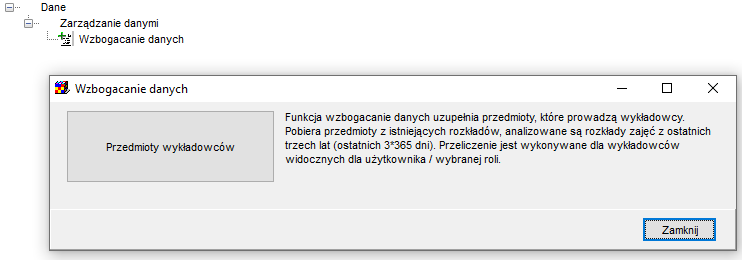 Dane
Zarządzanie danymi
Wzbogacanie danych
Wzbogacanie danych
Przedmioty wykładowców
Funkcja wzbogacanie danych uzupełnia przedmioty, które prowadzą wykładowcy.
Pobiera przedmioty z istniejących rozkładów, analizowane są rozkłady zajęć z ostatnich
trzech lat (ostatnich 3*365 dni). Przeliczenie jest wykonywane dla wykładowców
widocznych dla użytkownika / wybranej roli.
Zamknij